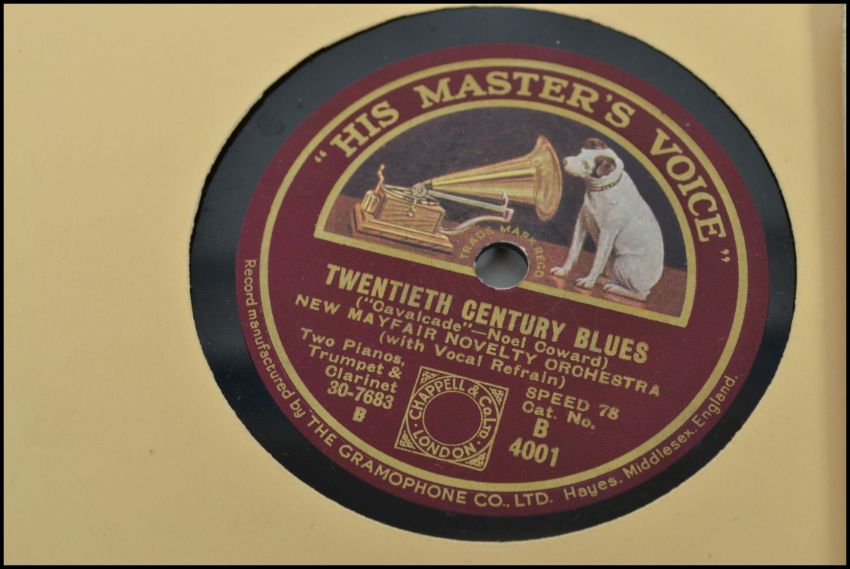 "HIS MASTER'S VOICE"
TRADE MARK REGD
TWENTIETH CENTURY BLUES
("Cavalcade"—Noel Coward)
NEW MAYFAIR NOVELTY ORCHESTRA
(with Vocal Refrain)
Two Pianos,
Trumpet &
Clarinet
30-7683
B
CHAPPELL & CO. LTD.
LONDON
SPEED 78
Cat. No.
B
4001
Record manufactured by THE GRAMOPHONE CO., LTD. Hayes, Middlesex, England.